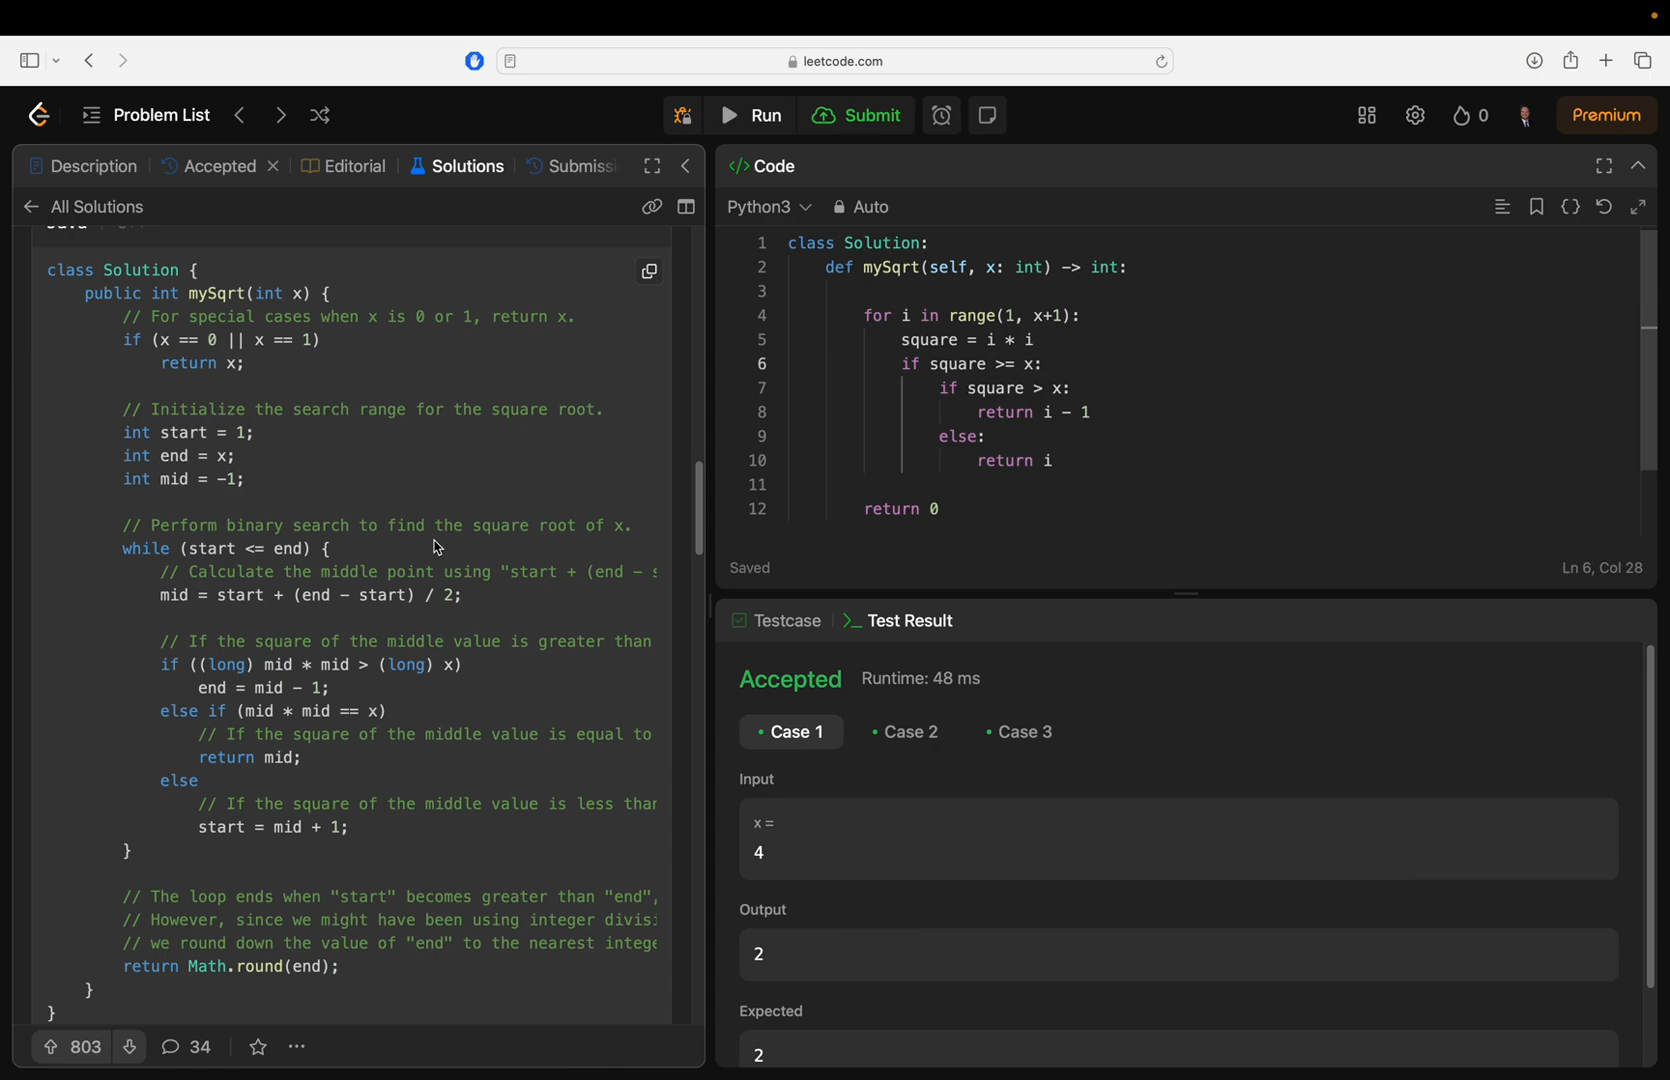 leetcode.com
Problem List
Run
Submit
0
Premium
Description
Accepted
Editorial
Solutions
Submissi
All Solutions
class Solution {
public int mySqrt(int x) {
// For special cases when x is 0 or 1, return x.
if (x == 0 || x == 1)
return x;
// Initialize the search range for the square root.
int start = 1;
int end = x;
int mid = -1;
// Perform binary search to find the square root of x.
while (start <= end) {
// Calculate the middle point using "start + (end - s
mid = start + (end - start) / 2;
// If the square of the middle value is greater than
if ((long) mid * mid > (long) x)
end = mid - 1;
else if (mid * mid == x)
// If the square of the middle value is equal to
return mid;
else
// If the square of the middle value is less than
start = mid + 1;
}
// The loop ends when "start" becomes greater than "end",
// However, since we might have been using integer divisi
// we round down the value of "end" to the nearest intege
return Math.round(end);
}
}
803
34
</> Code
Python3
Auto
1 class Solution:
2 def mySqrt(self, x: int) -> int:
3
4 for i in range(1, x+1):
5 square = i * i
6 if square >= x:
7 if square > x:
8 return i - 1
9 else:
10 return i
11
12 return 0
Saved
Ln 6, Col 28
Testcase
>_ Test Result
Accepted
Runtime: 48 ms
• Case 1
• Case 2
• Case 3
Input
x =
4
Output
2
Expected
2